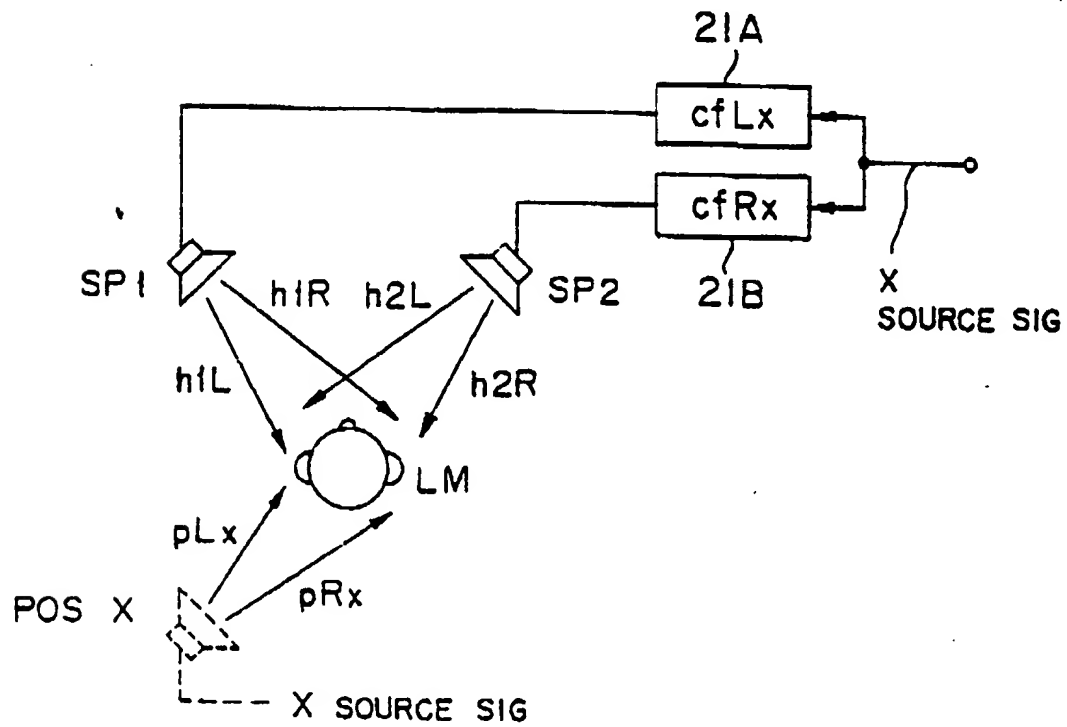 21A
cfLx
cfRx
SP1
h1R
h2L
SP2
21B
X
SOURCE SIG
h1L
h2R
LM
pLx
pRx
POS X
X SOURCE SIG